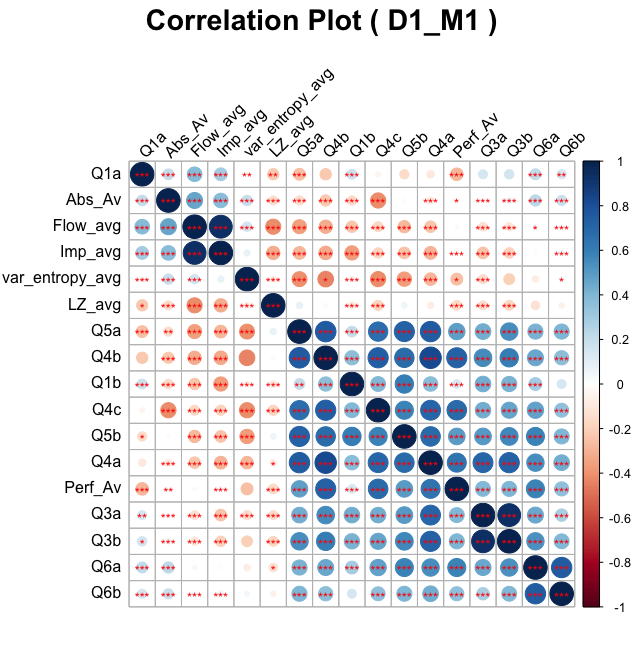 Correlation Plot ( D1_M1 )
Q1a
Abs_Av
Flow_avg
Imp_avg
var_entropy_avg
LZ_avg
Q5a
Q4b
Q1b
Q4c
Q5b
Q4a
Perf_Av
Q3a
Q3b
Q6a
Q6b
Q1a
Abs_Av
Flow_avg
Imp_avg
var_entropy_avg
LZ_avg
Q5a
Q4b
Q1b
Q4c
Q5b
Q4a
Perf_Av
Q3a
Q3b
Q6a
Q6b
1
0.8
0.6
0.4
0.2
0
-0.2
-0.4
-0.6
-0.8
-1